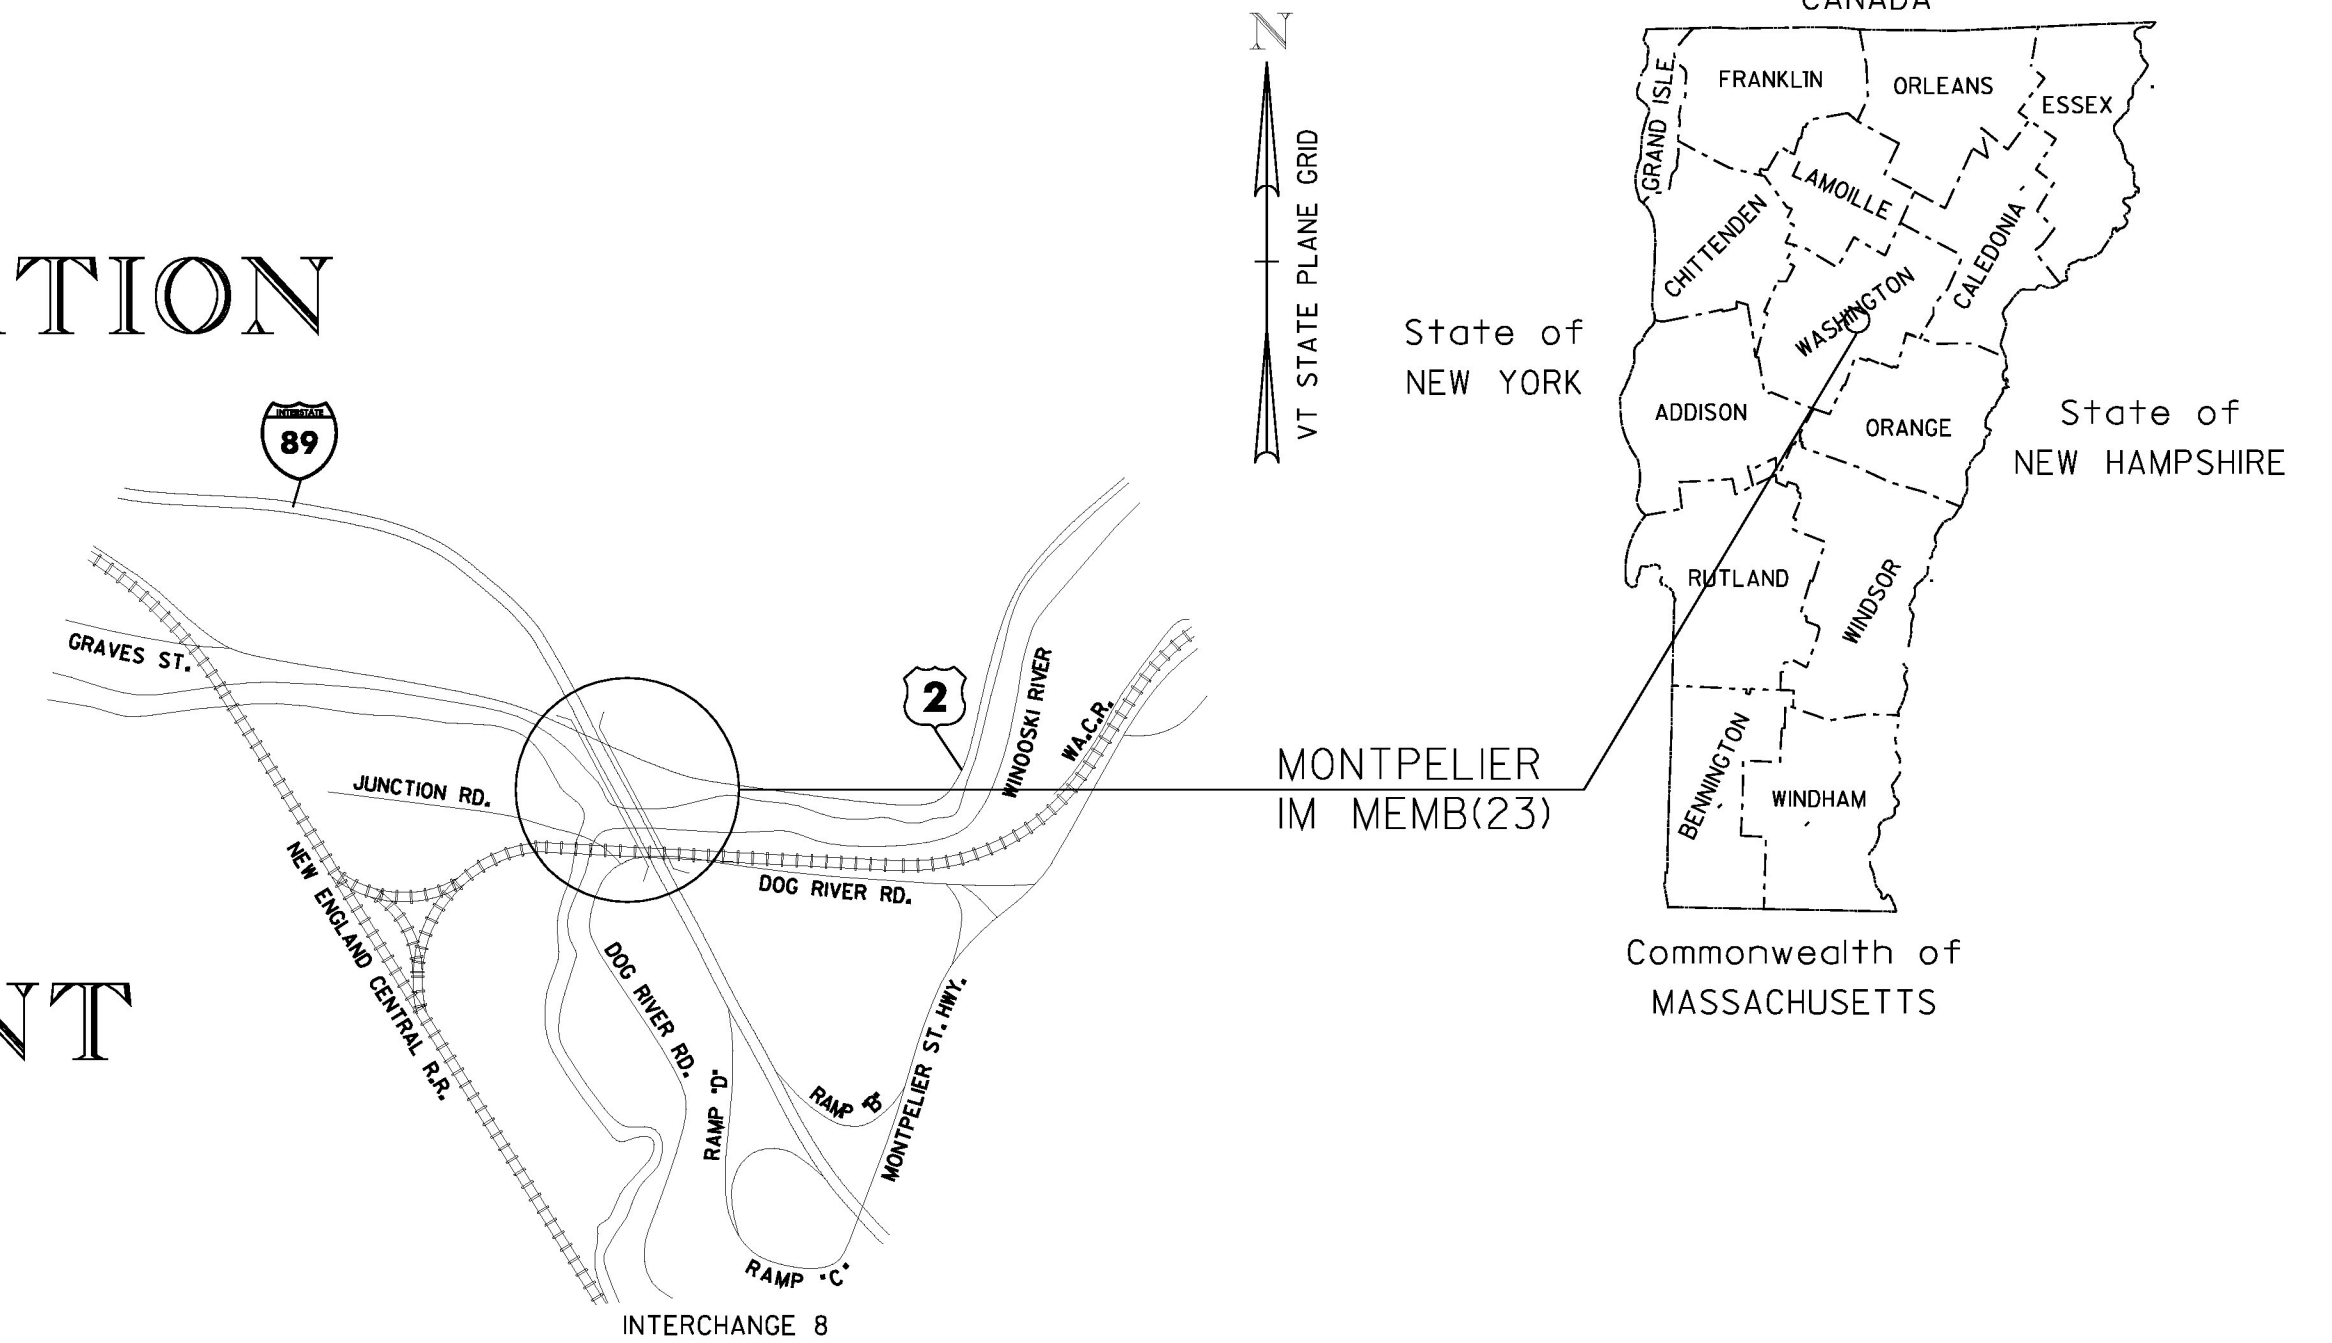 CANADA
N
VT STATE PLANE GRID
FRANKLIN
ORLEANS
ESSEX
GRAND ISLE
LAMOILLE
CHITTENDEN
CALEDONIA
WASHINGTON
State of
NEW YORK
ADDISON
ORANGE
State of
NEW HAMPSHIRE
RUTLAND
WINDSOR
BENNINGTON
WINDHAM
Commonwealth of
MASSACHUSETTS
TION
INTERSTATE
89
GRAVES ST.
2
WINOOSKI RIVER
WA.C.R.
JUNCTION RD.
MONTPELIER
IM MEMB(23)
NEW ENGLAND CENTRAL R.R.
DOG RIVER RD.
DOG RIVER RD.
NT
RAMP "D"
RAMP "B"
MONTPELIER ST. HWY.
RAMP "C"
INTERCHANGE 8